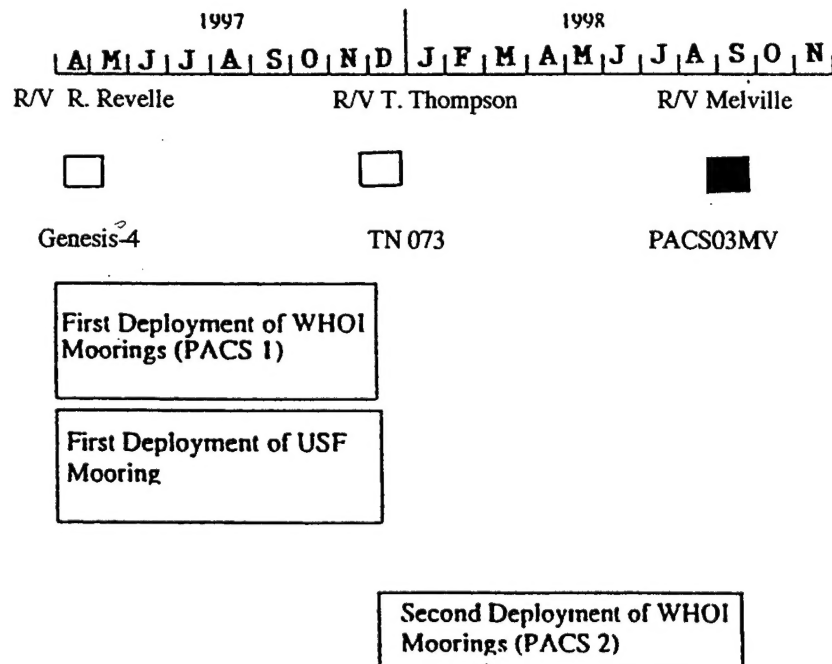 1997 1998
A M J J A S O N D J F M A M J J A S O N
R/V R. Revelle R/V T. Thompson R/V Melville
Genesis-4 TN 073 PACS03MV
First Deployment of WHOI
Moorings (PACS 1)
First Deployment of USF
Mooring
Second Deployment of WHOI
Moorings (PACS 2)